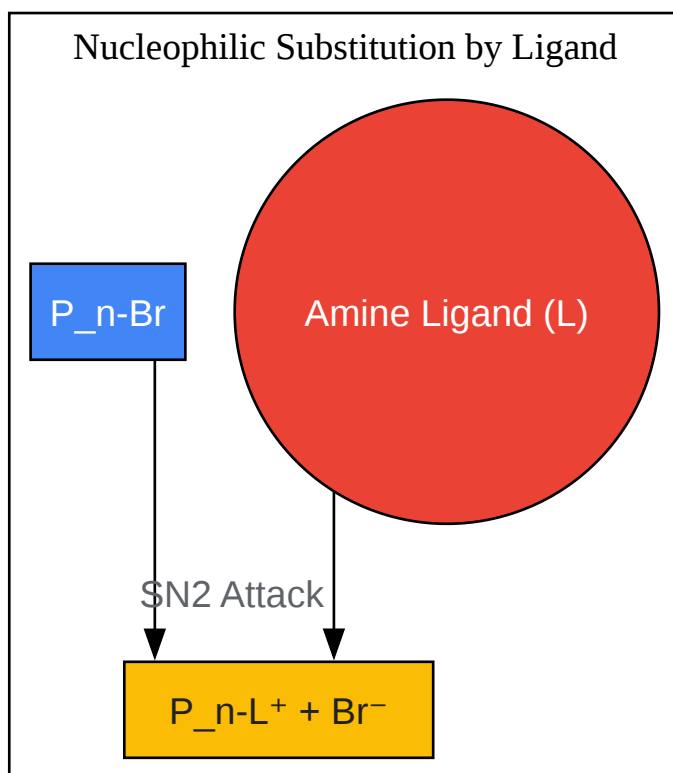 Nucleophilic Substitution by Ligand
P_n-Br
Amine Ligand (L)
SN2 Attack
P_n-L⁺ + Br⁻